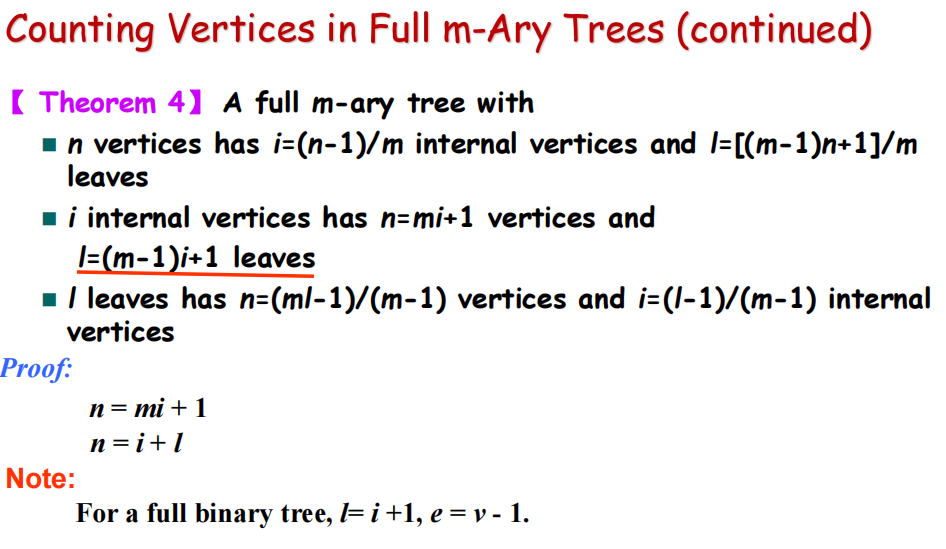 Counting Vertices in Full m-Ary Trees (continued)
【 Theorem 4】 A full m-ary tree with
■ n vertices has i=(n-1)/m internal vertices and l=[(m-1)n+1]/m
leaves
■ i internal vertices has n=mi+1 vertices and
l=(m-1)i+1 leaves
■ l leaves has n=(ml-1)/(m-1) vertices and i=(l-1)/(m-1) internal
vertices
Proof:
n = mi + 1
n = i + l
Note:
For a full binary tree, l= i +1, e = v - 1.